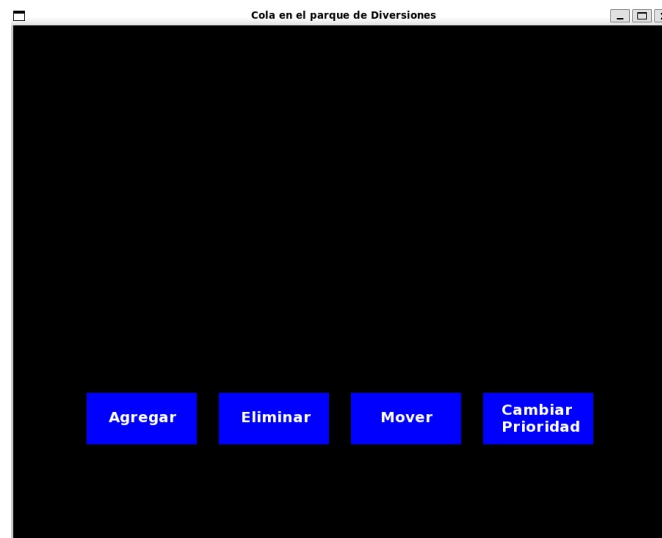 Cola en el parque de Diversiones
Agregar
Eliminar
Mover
Cambiar
Prioridad